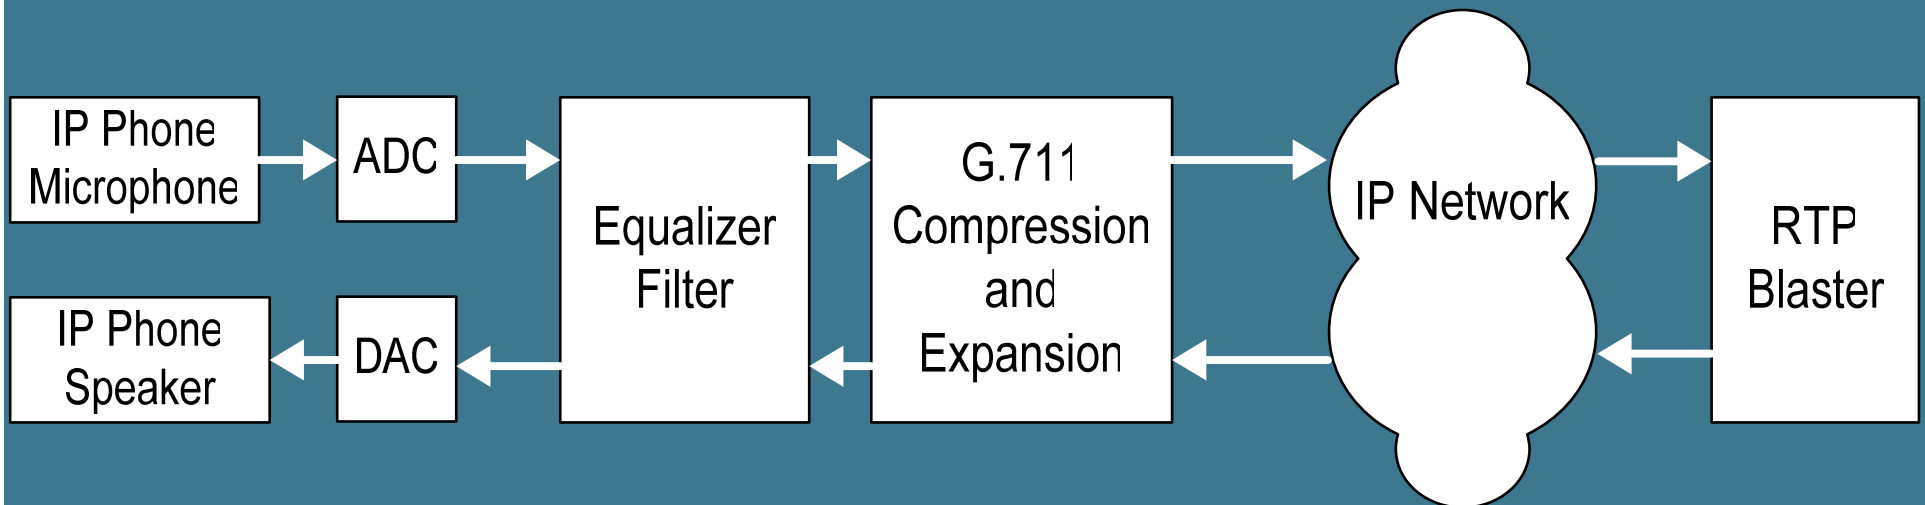 IP Phone
Microphone
ADC
Equalizer
Filter
G.711
Compression
and
Expansion
IP Network
RTP
Blaster
IP Phone
Speaker
DAC